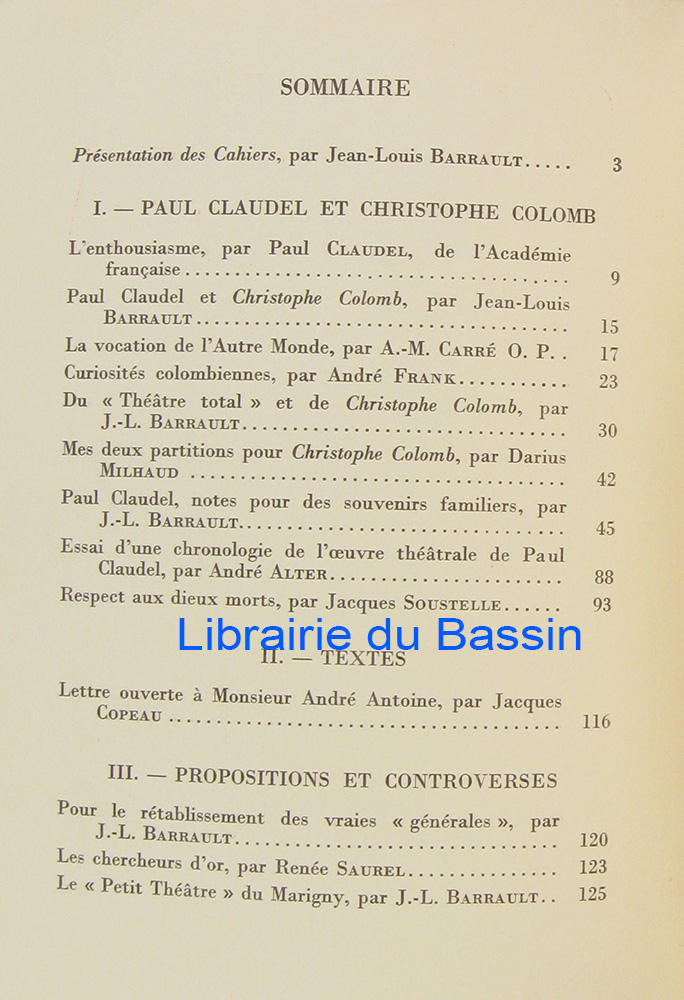 SOMMAIRE
Présentation des Cahiers, par Jean-Louis BARRAULT..... 3
I. — PAUL CLAUDEL ET CHRISTOPHE COLOMB
L'enthousiasme, par Paul CLAUDEL, de l'Académie
française........................................ 9
Paul Claudel et Christophe Colomb, par Jean-Louis
BARRAULT....................................... 15
La vocation de l'Autre Monde, par A.-M. CARRÉ O. P. . 17
Curiosités colombiennes, par André FRANK........... 23
Du « Théâtre total » et de Christophe Colomb, par
J.-L. BARRAULT.................................. 30
Mes deux partitions pour Christophe Colomb, par Darius
MILHAUD ....................................... 42
Paul Claudel, notes pour des souvenirs familiers, par
J.-L. BARRAULT.................................. 45
Essai d'une chronologie de l'œuvre théâtrale de Paul
Claudel, par André ALTER......................... 88
Respect aux dieux morts, par Jacques SOUSTELLE...... 93
Librairie du Bassin
II. — TEXTES
Lettre ouverte à Monsieur André Antoine, par Jacques
COPEAU ......................................... 116
III. — PROPOSITIONS ET CONTROVERSES
Pour le rétablissement des vraies « générales », par
J.-L. BARRAULT.................................. 120
Les chercheurs d'or, par Renée SAUREL............... 123
Le « Petit Théâtre » du Marigny, par J.-L. BARRAULT.. 125